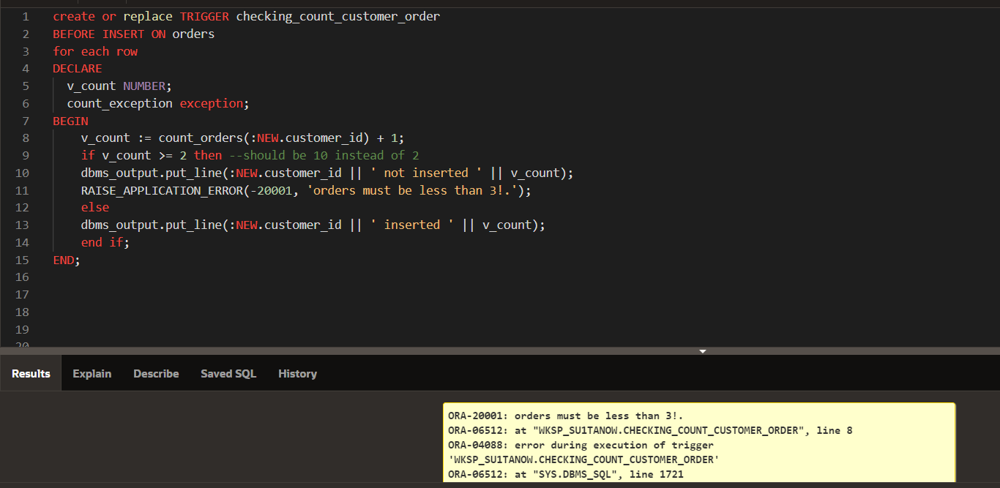 1 create or replace TRIGGER checking_count_customer_order
2 BEFORE INSERT ON orders
3 for each row
4 DECLARE
5 v_count NUMBER;
6 count_exception exception;
7 BEGIN
8 v_count := count_orders(:NEW.customer_id) + 1;
9 if v_count >= 2 then --should be 10 instead of 2
10 dbms_output.put_line(:NEW.customer_id || ' not inserted ' || v_count);
11 RAISE_APPLICATION_ERROR(-20001, 'orders must be less than 3!.');
12 else
13 dbms_output.put_line(:NEW.customer_id || ' inserted ' || v_count);
14 end if;
15 END;
16
17
18
19
20
Results Explain Describe Saved SQL History
ORA-20001: orders must be less than 3!.
ORA-06512: at "WKSP_SU1TANOW.CHECKING_COUNT_CUSTOMER_ORDER", line 8
ORA-04088: error during execution of trigger
'WKSP_SU1TANOW.CHECKING_COUNT_CUSTOMER_ORDER'
ORA-06512: at "SYS.DBMS_SQL", line 1721